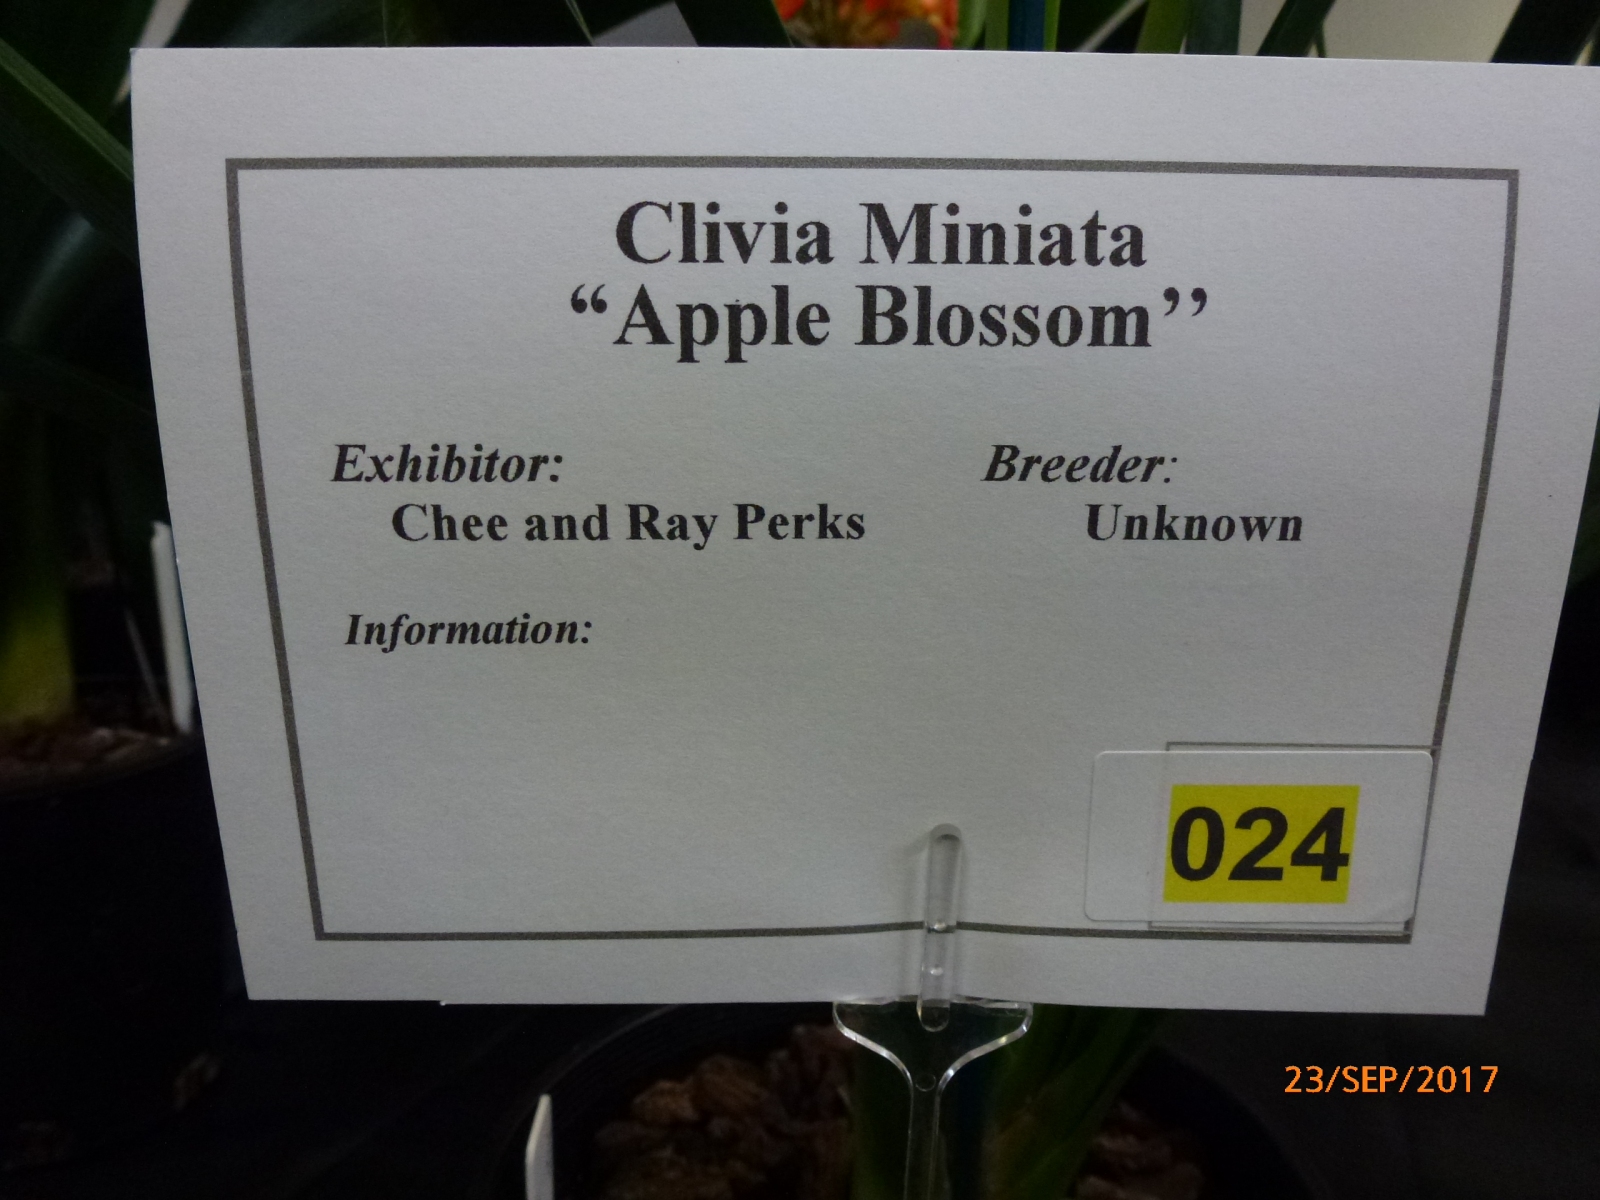 Clivia Miniata
“Apple Blossom’’
Exhibitor:
Breeder:
Chee and Ray Perks
Unknown
Information:
024
23/SEP/2017